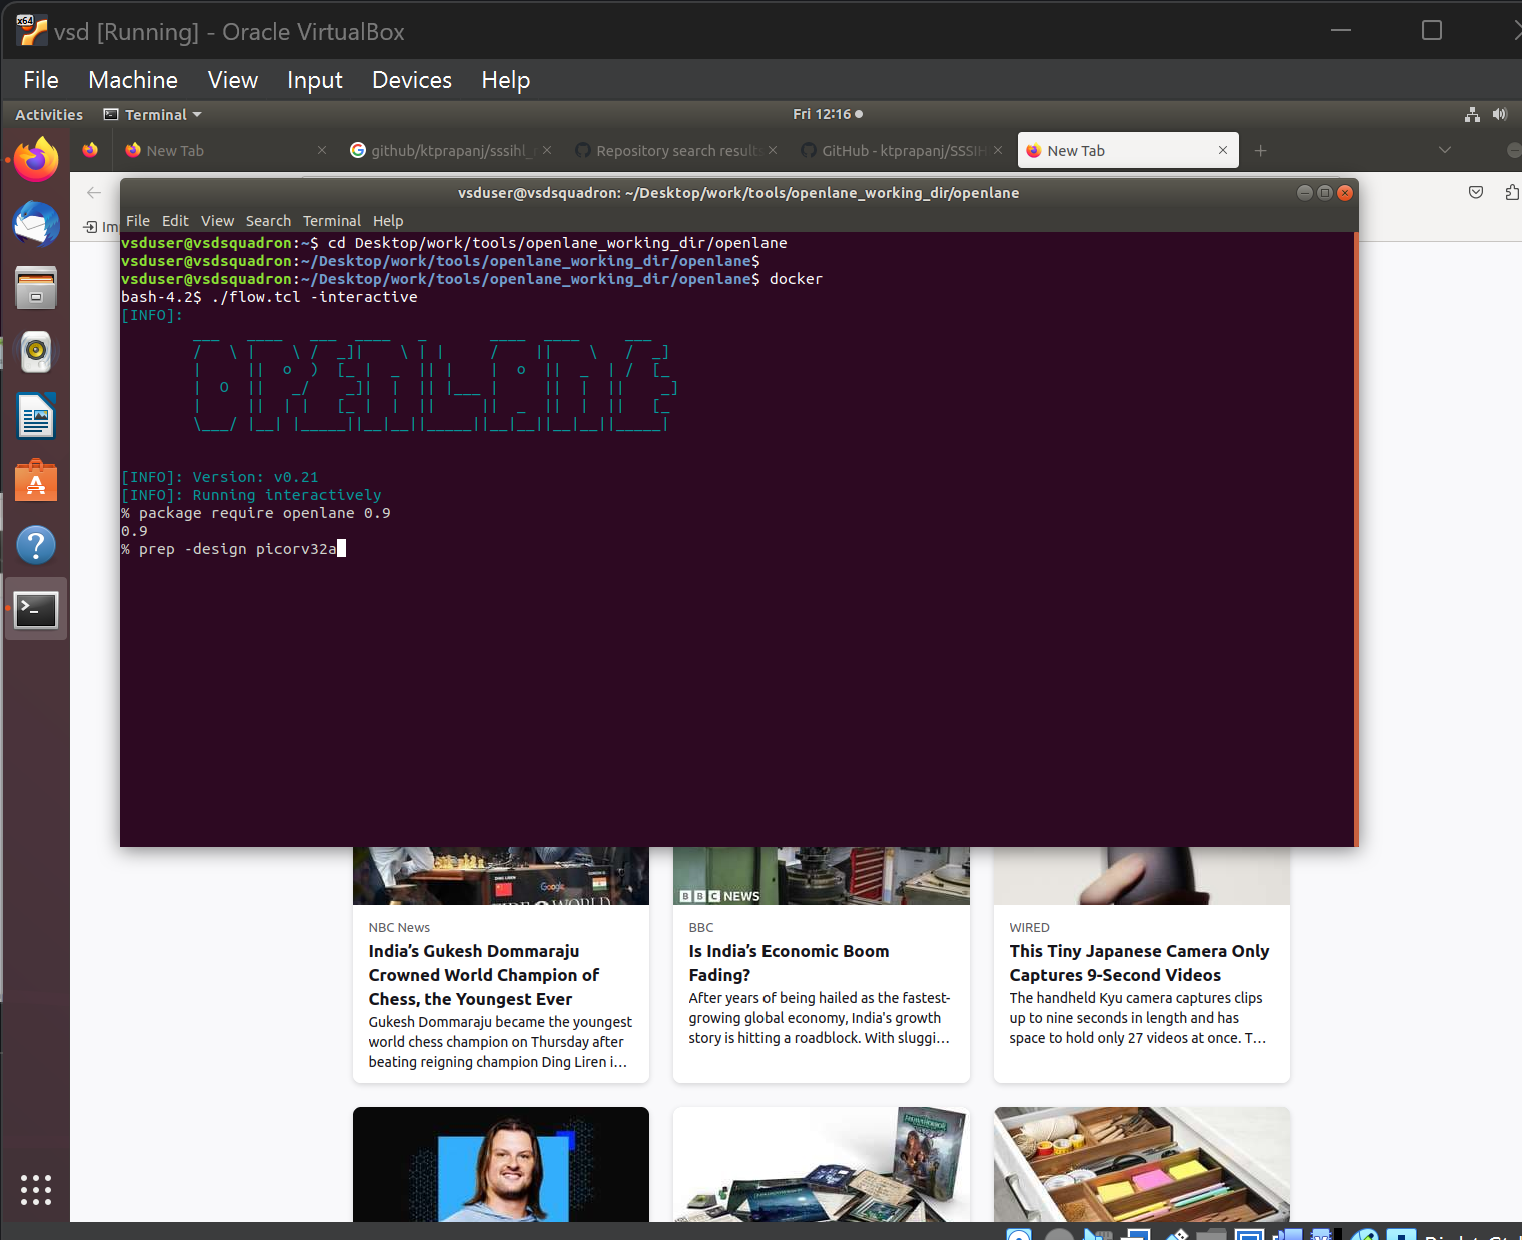 x64
vsd [Running] - Oracle VirtualBox
File Machine View Input Devices Help
Activities Terminal Fri 12:16
New Tab github/ktprapanj/sssihl_ Repository search results GitHub - ktprapanj/SSSIH New Tab
vsduser@vsdsquadron: ~/Desktop/work/tools/openlane_working_dir/openlane
File Edit View Search Terminal Help
vsduser@vsdsquadron:~$ cd Desktop/work/tools/openlane_working_dir/openlane
vsduser@vsdsquadron:~/Desktop/work/tools/openlane_working_dir/openlane$
vsduser@vsdsquadron:~/Desktop/work/tools/openlane_working_dir/openlane$ docker
bash-4.2$ ./flow.tcl -interactive
[INFO]:
OPENLANE
[INFO]: Version: v0.21
[INFO]: Running interactively
% package require openlane 0.9
0.9
% prep -design picorv32a
Google
BBC NEWS
NBC News
India’s Gukesh Dommaraju
Crowned World Champion of
Chess, the Youngest Ever
Gukesh Dommaraju became the youngest
world chess champion on Thursday after
beating reigning champion Ding Liren i…
BBC
Is India’s Economic Boom
Fading?
After years of being hailed as the fastest-
growing global economy, India's growth
story is hitting a roadblock. With sluggi…
WIRED
This Tiny Japanese Camera Only
Captures 9-Second Videos
The handheld Kyu camera captures clips
up to nine seconds in length and has
space to hold only 27 videos at once. T…